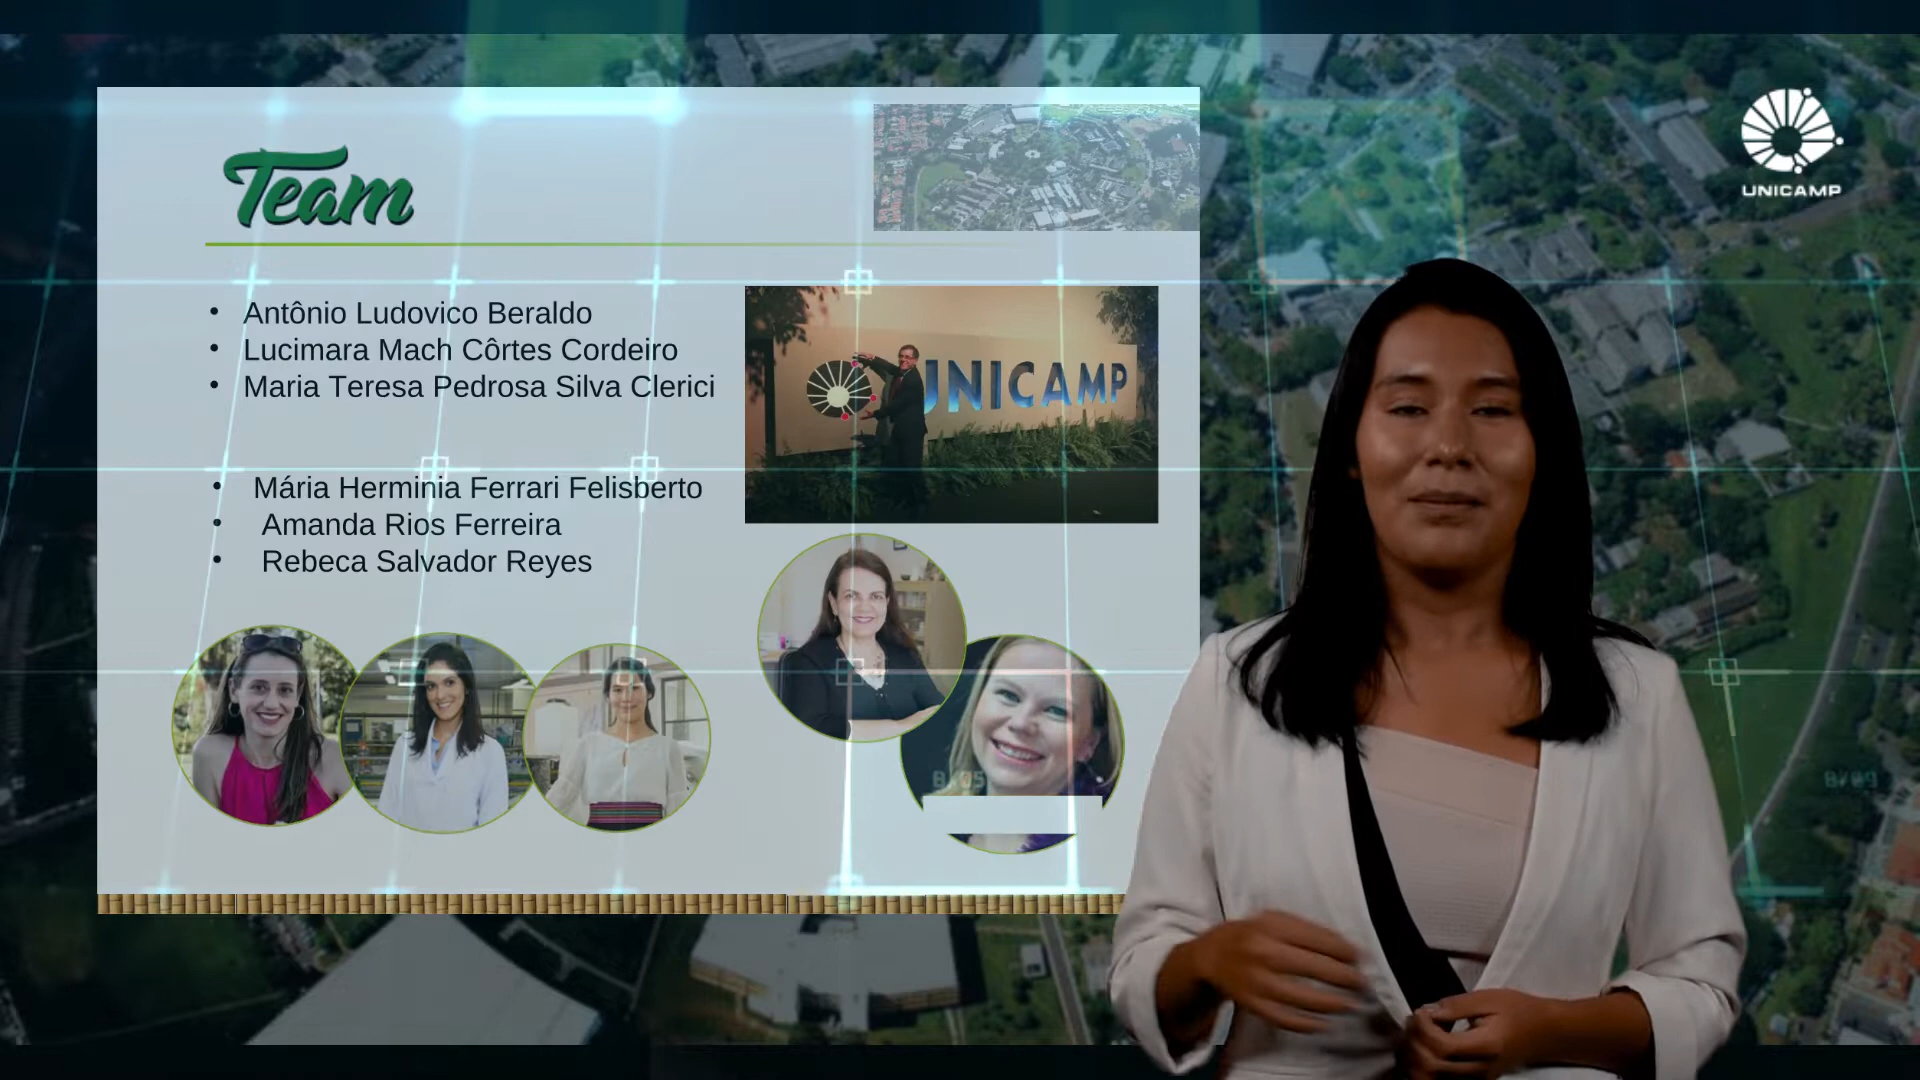 Team
UNICAMP
• Antônio Ludovico Beraldo
• Lucimara Mach Côrtes Cordeiro
• Maria Teresa Pedrosa Silva Clerici
UNICAMP
• Mária Herminia Ferrari Felisberto
• Amanda Rios Ferreira
• Rebeca Salvador Reyes